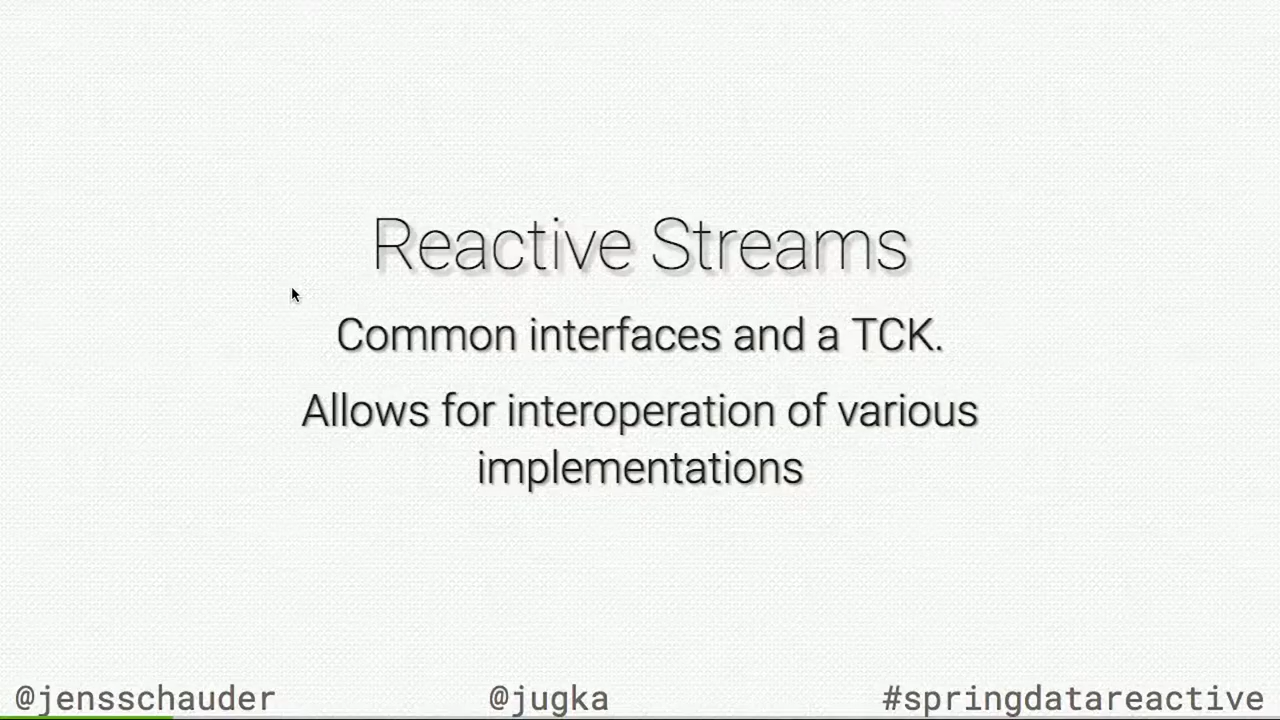 Reactive Streams
Common interfaces and a TCK.
Allows for interoperation of various
implementations
@jensschauder @jugka #springdatareactive